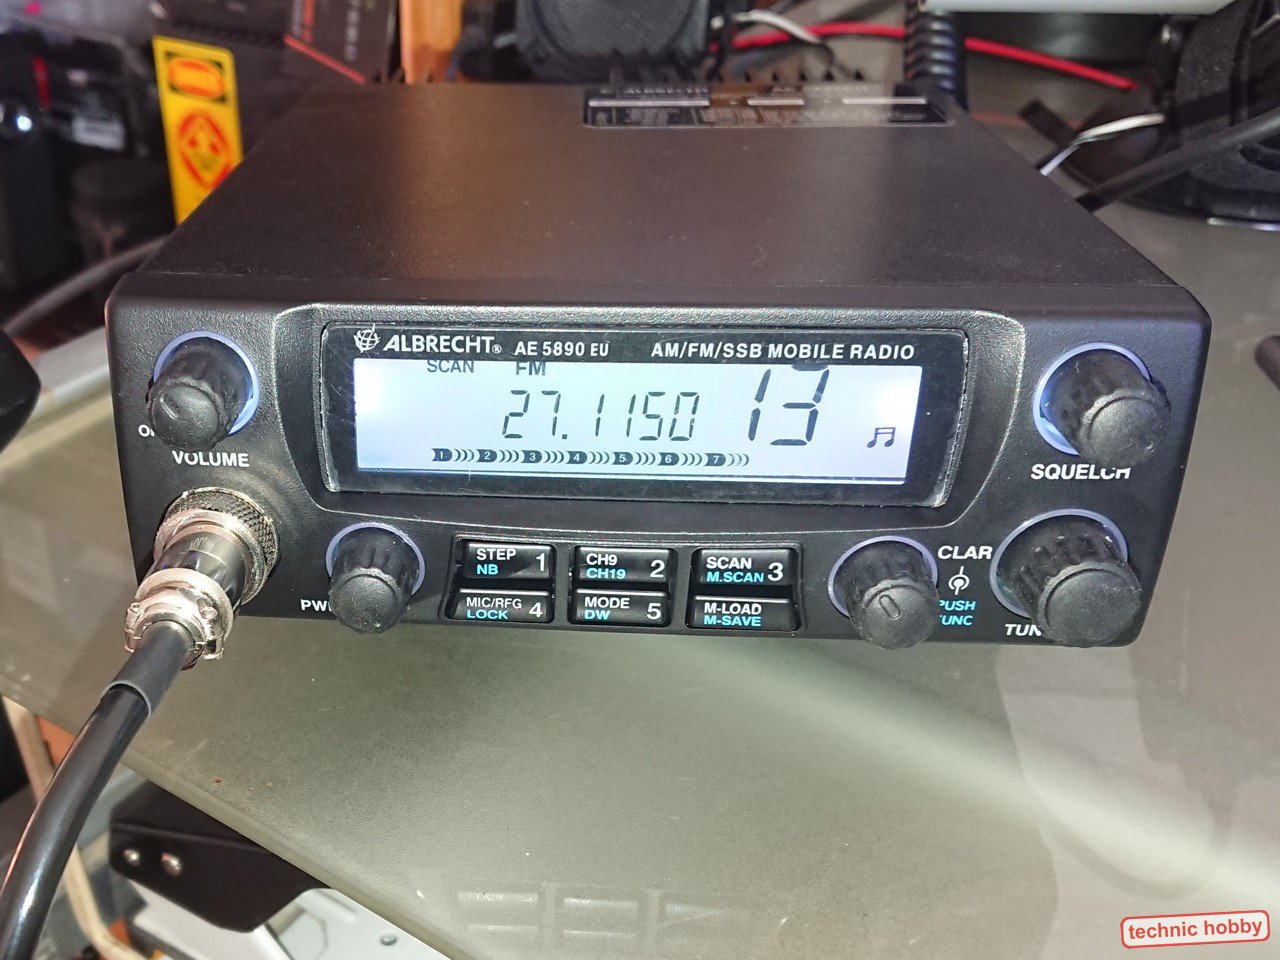 ALBRECHT
ALBRECHT® AE 5890 EU AM/FM/SSB MOBILE RADIO
SCAN FM
27.1150 13
1 2 3 4 5 6 7
VOLUME
SQUELCH
STEP 1
NB
CH9 2
CH19
SCAN 3
M.SCAN
CLAR
MIC/RFG 4
LOCK
MODE 5
DW
M-LOAD
M-SAVE
PUSH
technic hobby